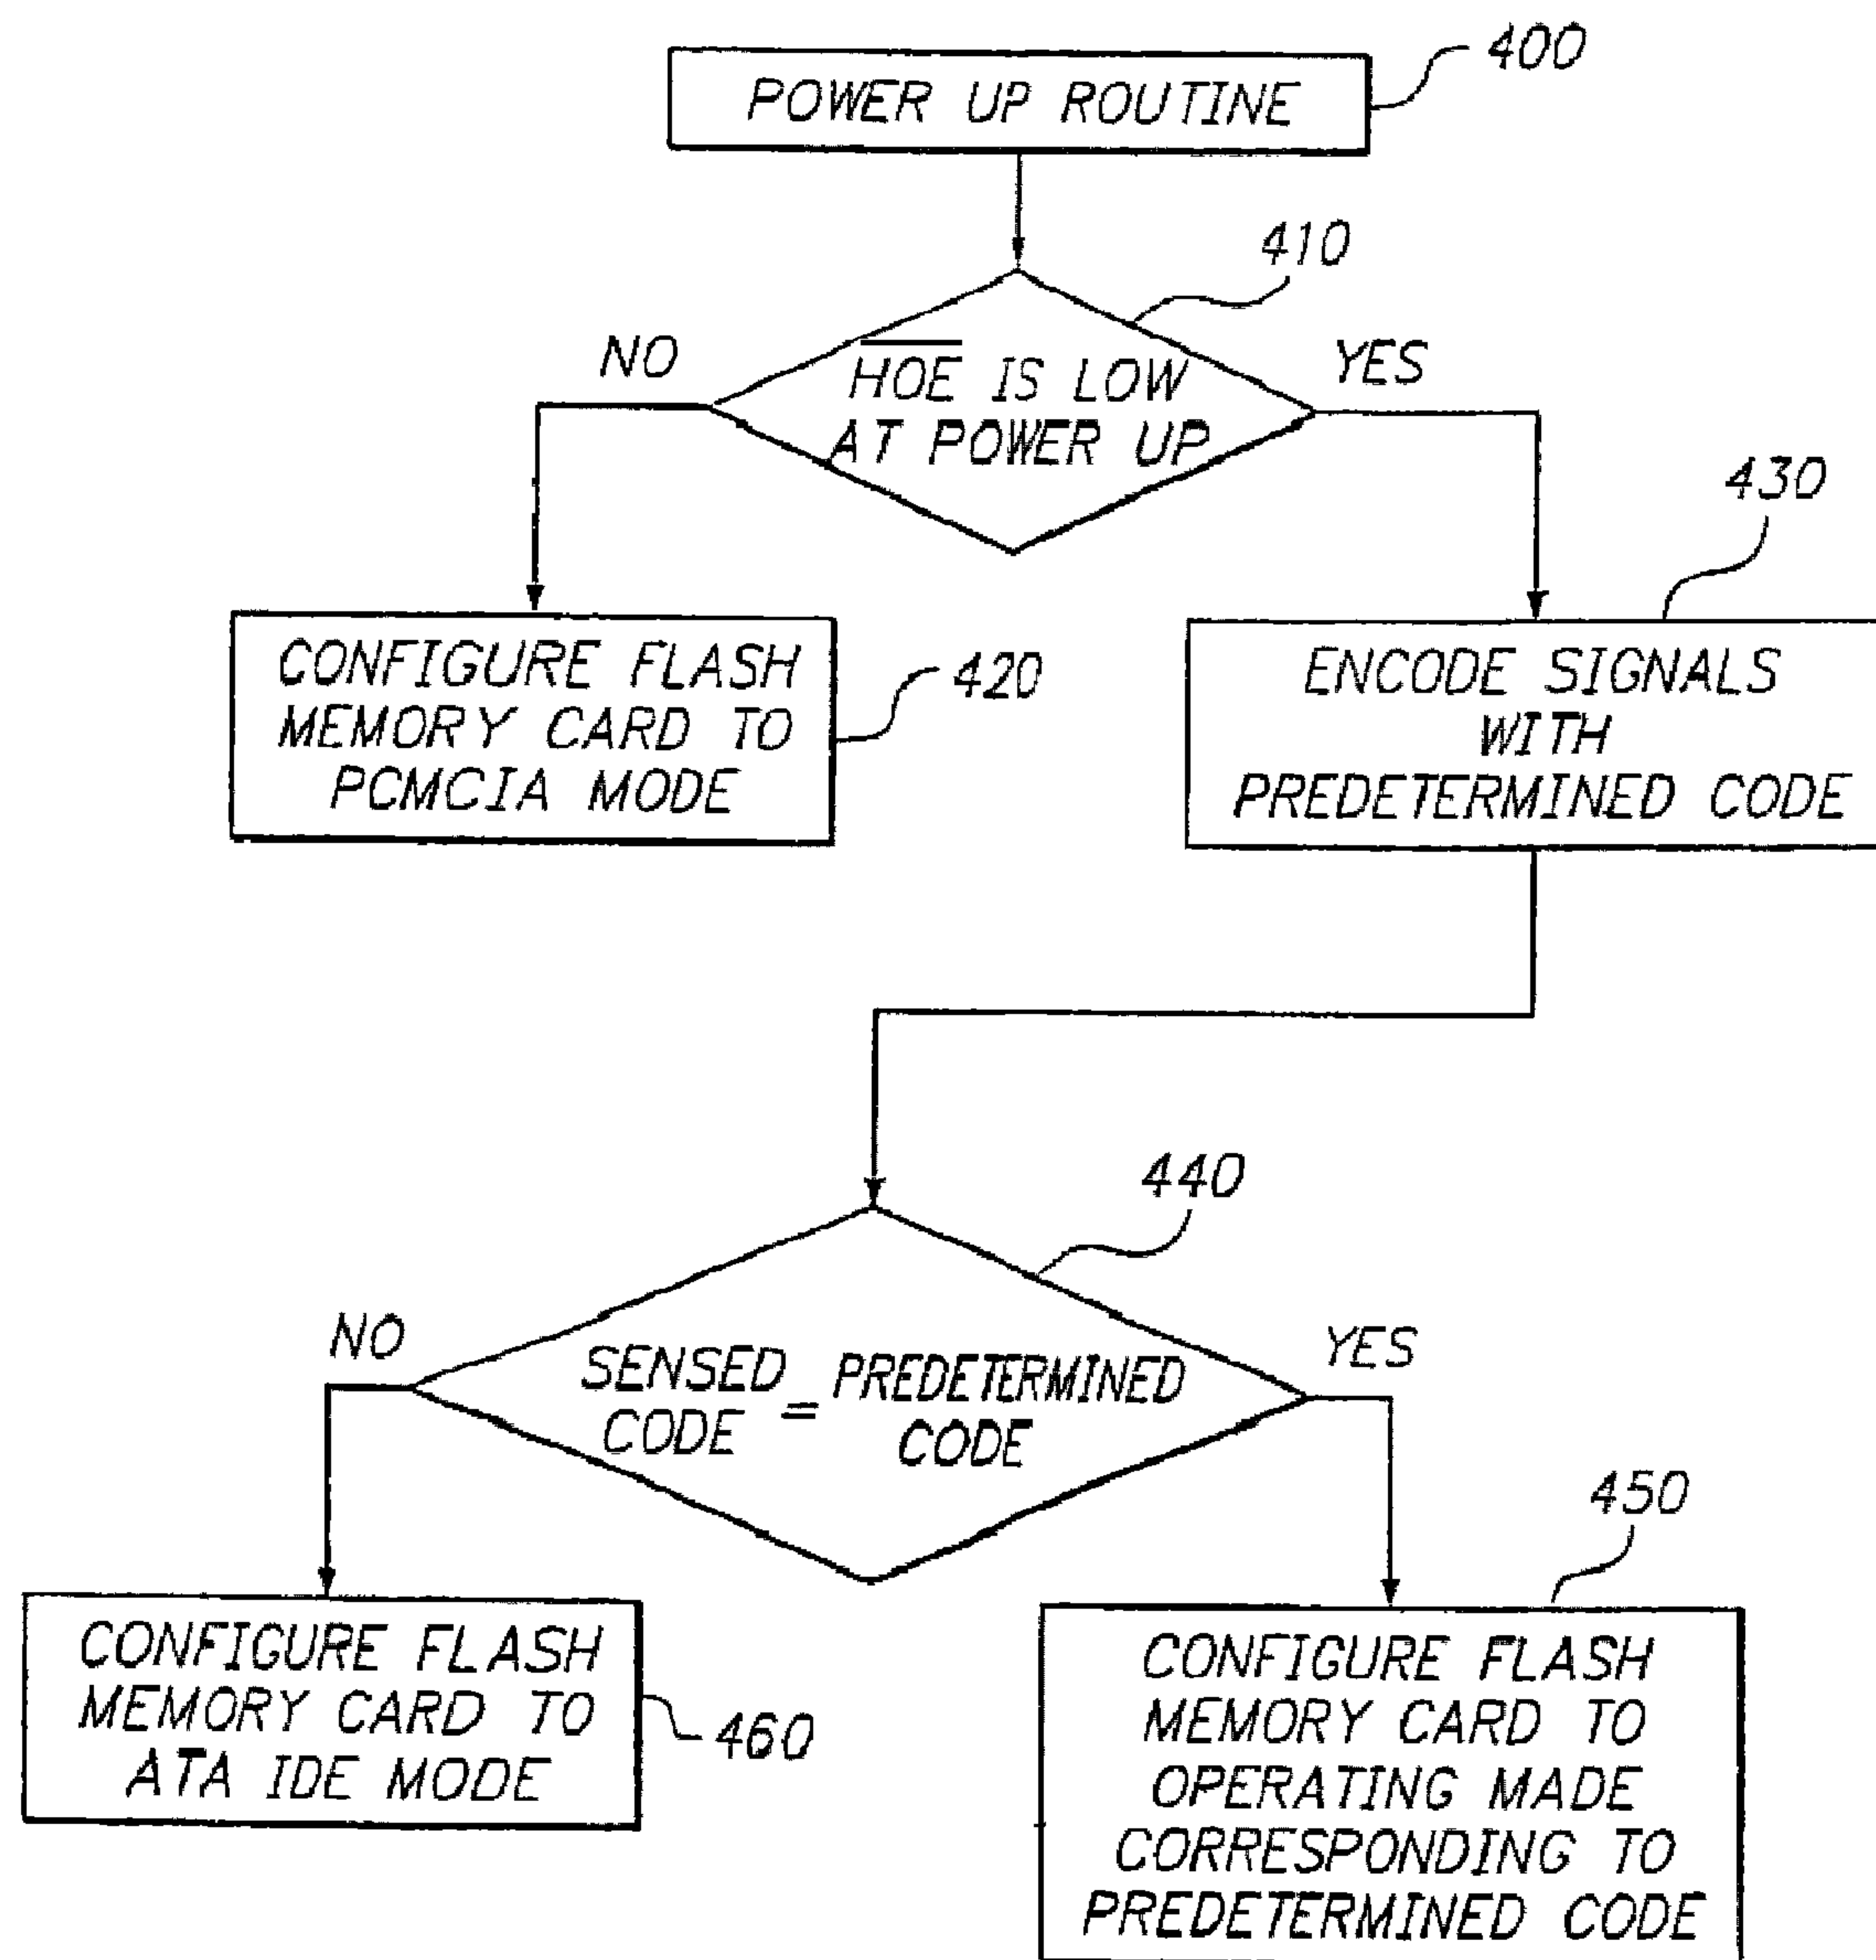 400
POWER UP ROUTINE
410
NO
YES
H̅O̅E̅ IS LOW
AT POWER UP
430
CONFIGURE FLASH
MEMORY CARD TO
PCMCIA MODE
420
ENCODE SIGNALS
WITH
PREDETERMINED CODE
440
NO
YES
SENSED
CODE
=
PREDETERMINED
CODE
450
CONFIGURE FLASH
MEMORY CARD TO
ATA IDE MODE
460
CONFIGURE FLASH
MEMORY CARD TO
OPERATING MADE
CORRESPONDING TO
PREDETERMINED CODE